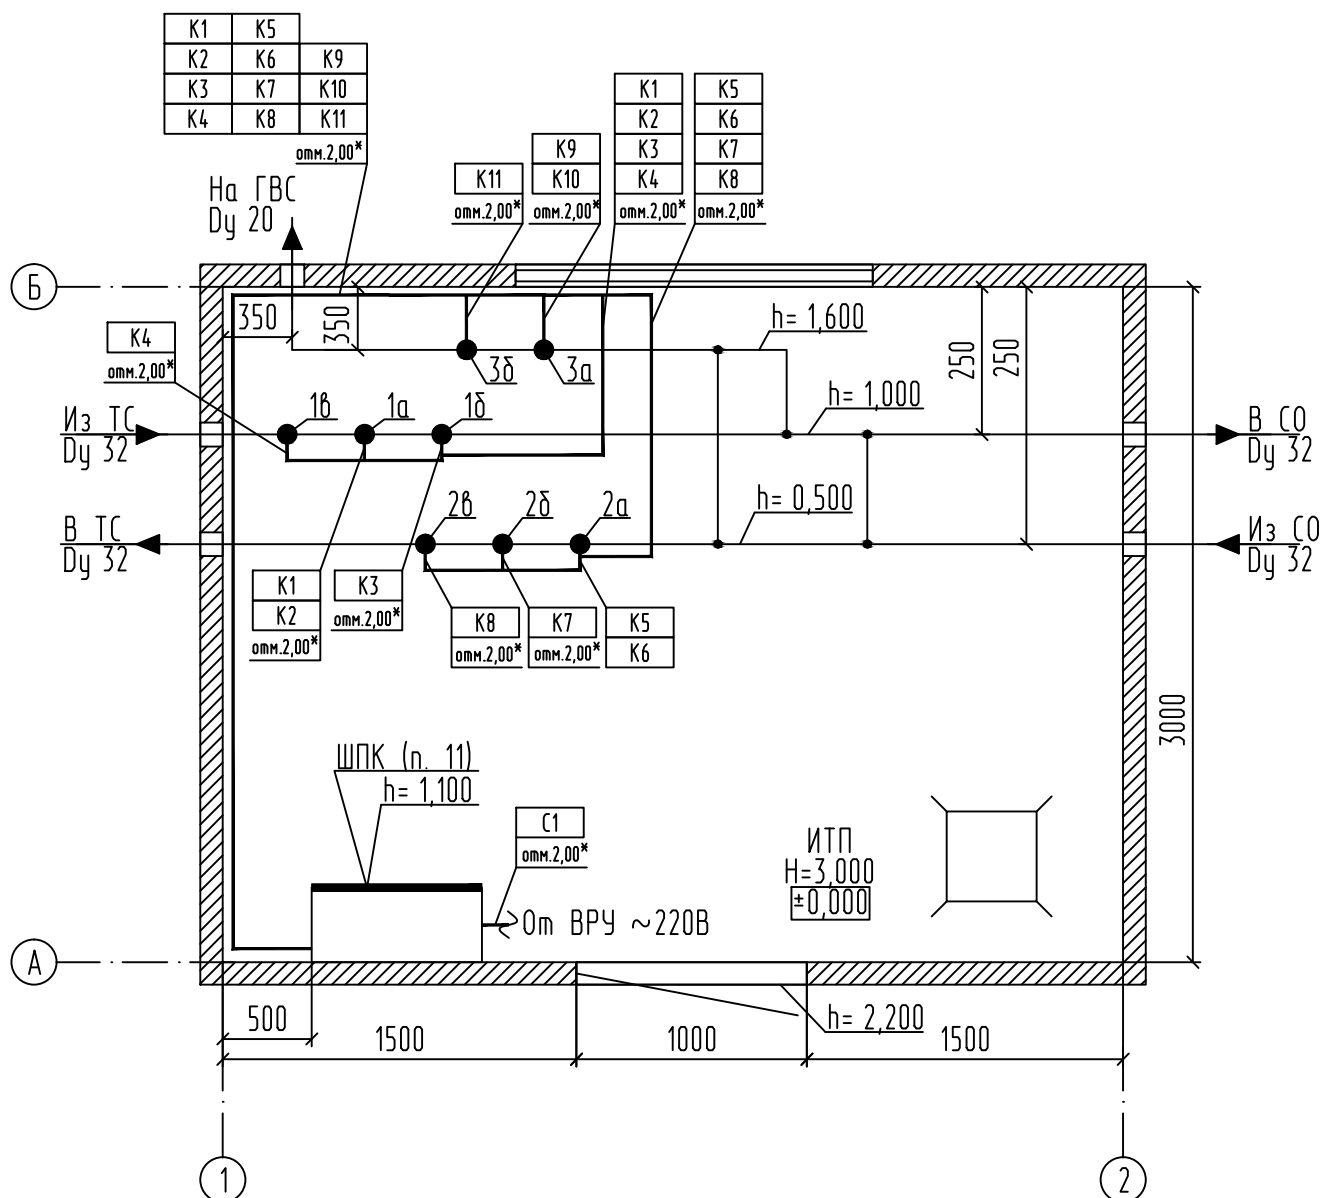 К1 К5
К2 К6 К9
К3 К7 К10
К4 К8 К11
отм.2,00*
К1
К2
К3
К4
отм.2,00*
К5
К6
К7
К8
отм.2,00*
К9
К10
отм.2,00*
К11
отм.2,00*
На ГВС
Dу 20
Б
350
350
h= 1,600
250
250
К4
отм.2,00*
3б
3а
h= 1,000
1в
1а
1б
Из ТС
Dу 32
В СО
Dу 32
h= 0,500
2в
2б
2а
В ТС
Dу 32
Из СО
Dу 32
К1
К2
отм.2,00*
К3
отм.2,00*
К8
отм.2,00*
К7
отм.2,00*
К5
К6
3000
ШПК (п. 11)
h= 1,100
С1
отм.2,00*
ИТП
Н=3,000
±0,000
От ВРУ ~220В
А
500
h= 2,200
1500
1000
1500
1
2